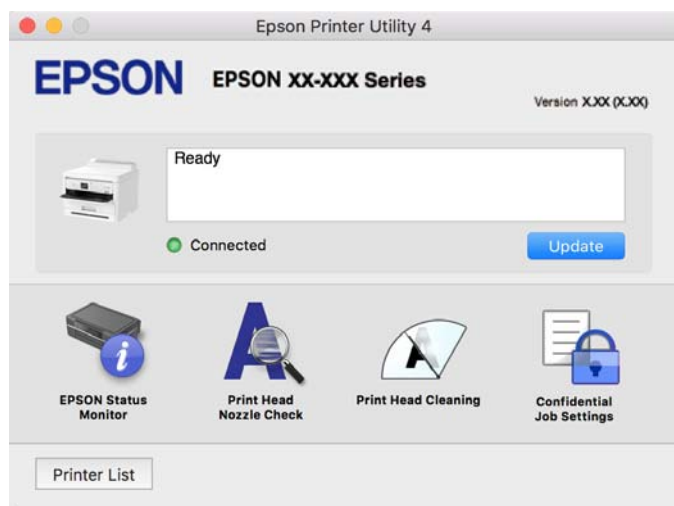 Epson Printer Utility 4
EPSON
EPSON XX-XXX Series
Version X.XX (X.XX)
Ready
Connected
Update
EPSON Status
Monitor
Print Head
Nozzle Check
Print Head Cleaning
Confidential
Job Settings
Printer List